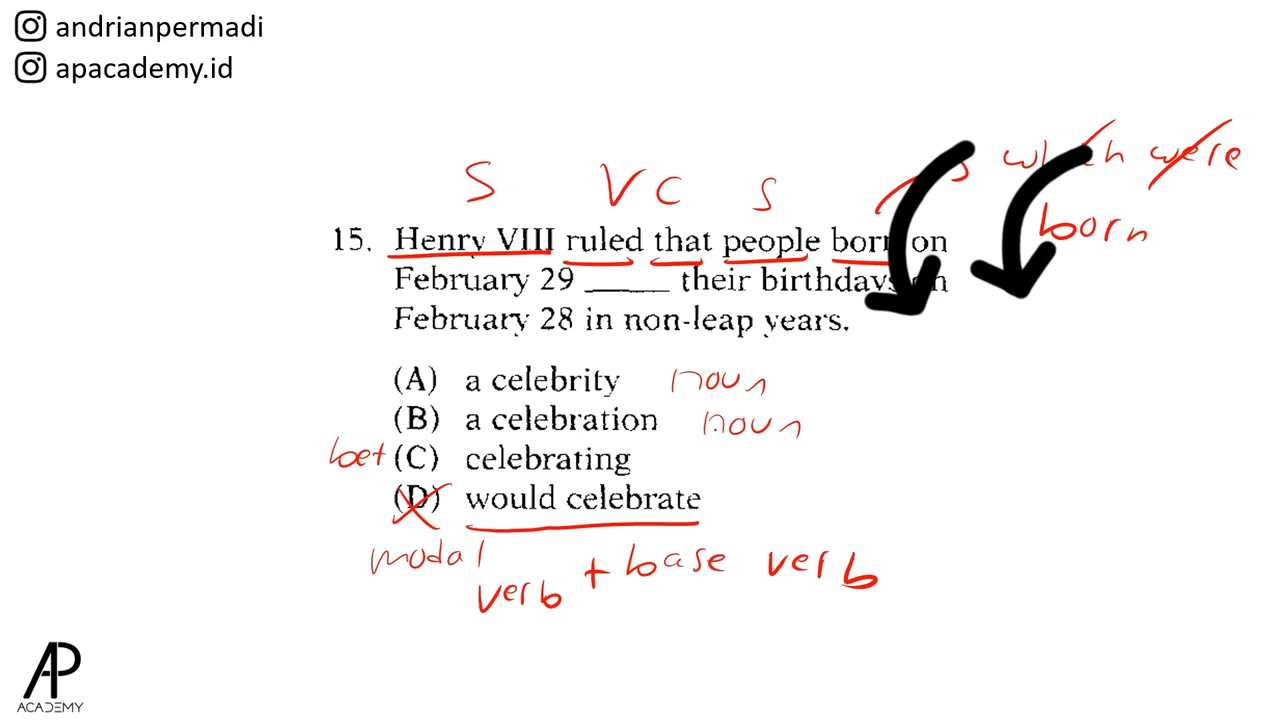 andrianpermadi
apacademy.id
S V C S which were
born
15. Henry VIII ruled that people born on
February 29 _____ their birthdays on
February 28 in non-leap years.
(A) a celebrity noun
(B) a celebration noun
(C) celebrating
(D) would celebrate
modal verb + base verb
AP
ACADEMY